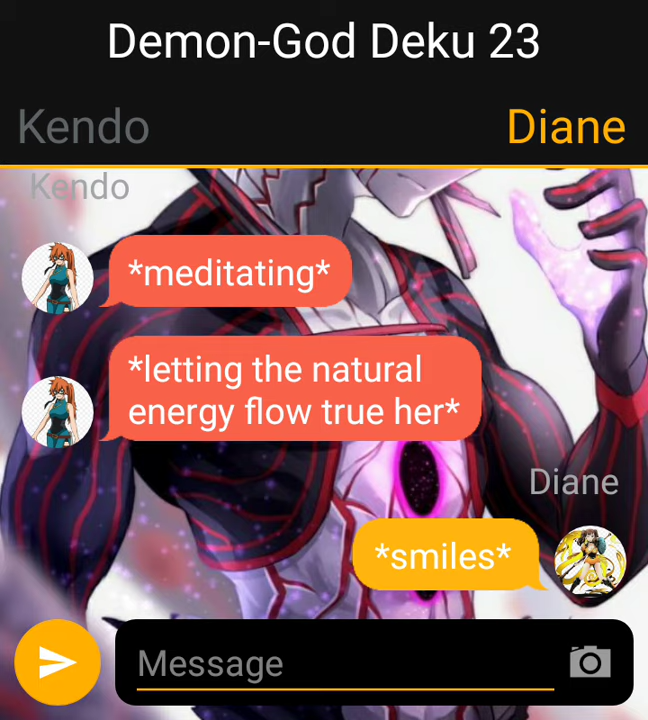 Demon-God Deku 23
Kendo
Diane
Kendo
*meditating*
*letting the natural
energy flow true her*
Diane
*smiles*
Message